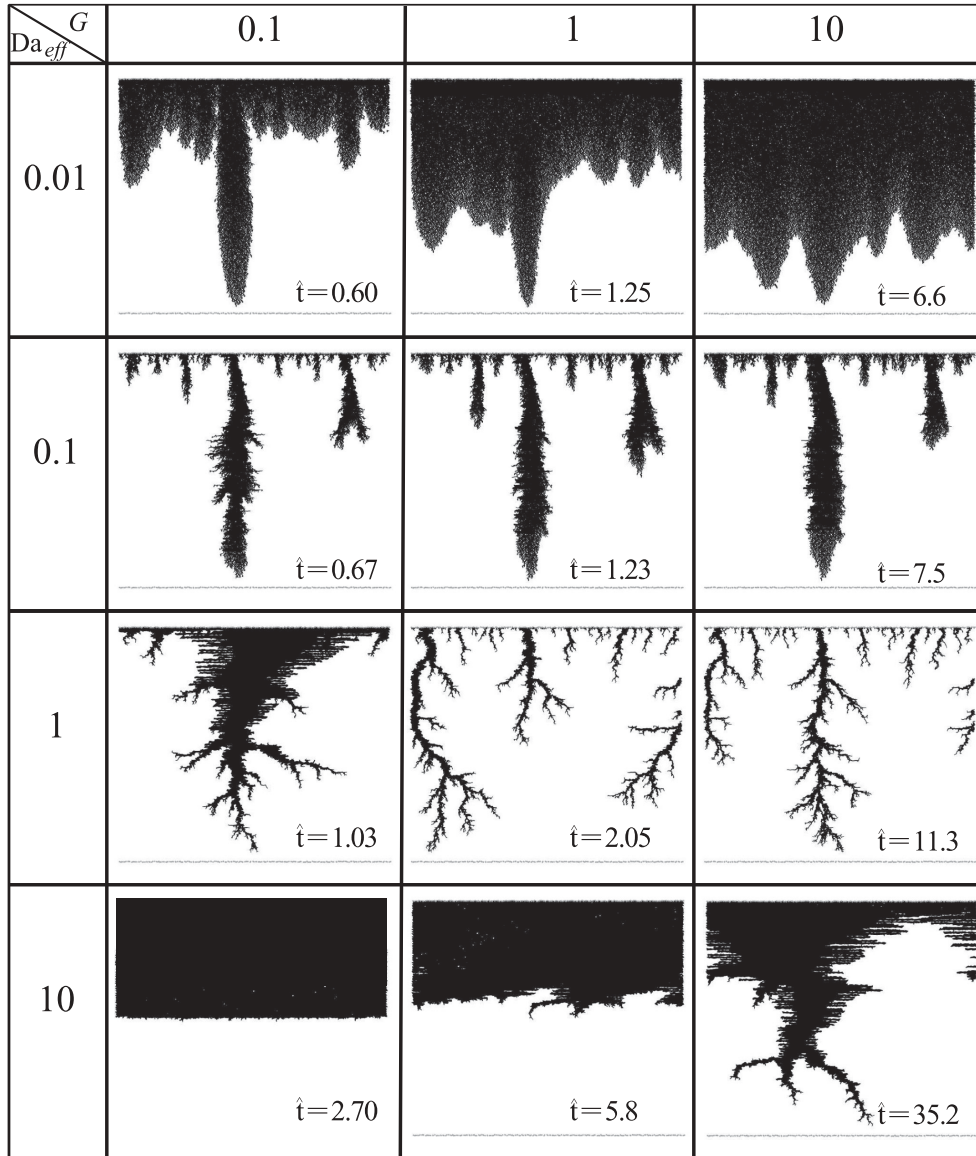 G
Da_eff
0.1
1
10
0.01
t̂=0.60
t̂=1.25
t̂=6.6
0.1
t̂=0.67
t̂=1.23
t̂=7.5
1
t̂=1.03
t̂=2.05
t̂=11.3
10
t̂=2.70
t̂=5.8
t̂=35.2